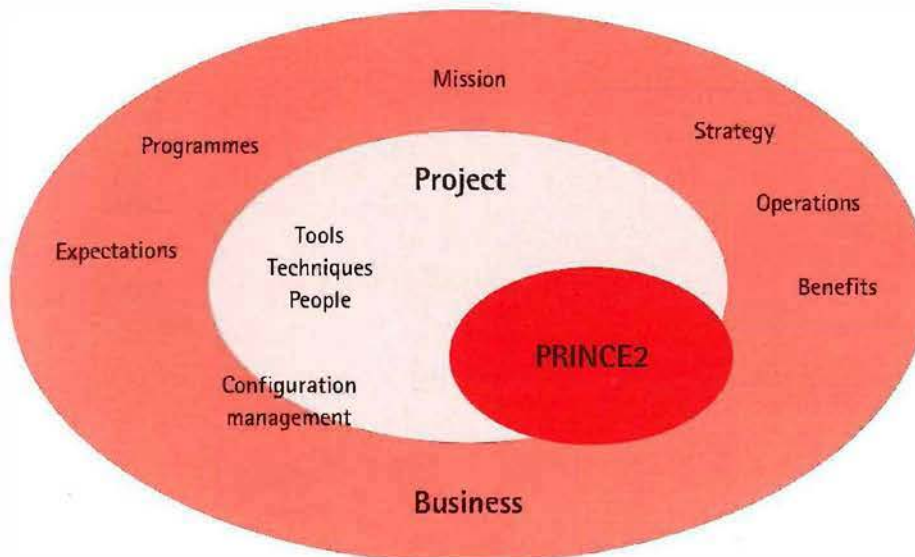 Mission
Programmes
Strategy
Project
Operations
Tools
Expectations
Techniques
Benefits
People
PRINCE2
Configuration
management
Business